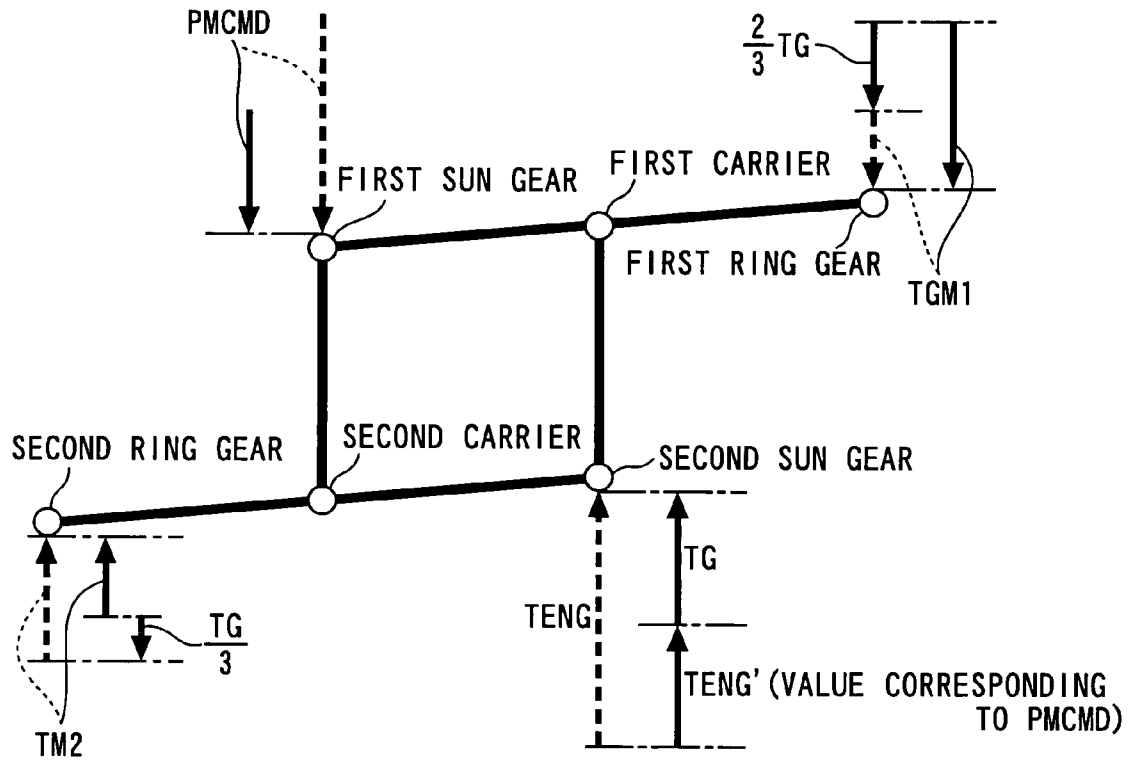 PMCMD
2/3 TG
FIRST SUN GEAR
FIRST CARRIER
FIRST RING GEAR
TGM1
SECOND RING GEAR
SECOND CARRIER
SECOND SUN GEAR
TG
TENG
TG/3
TENG'(VALUE CORRESPONDING
TO PMCMD)
TM2